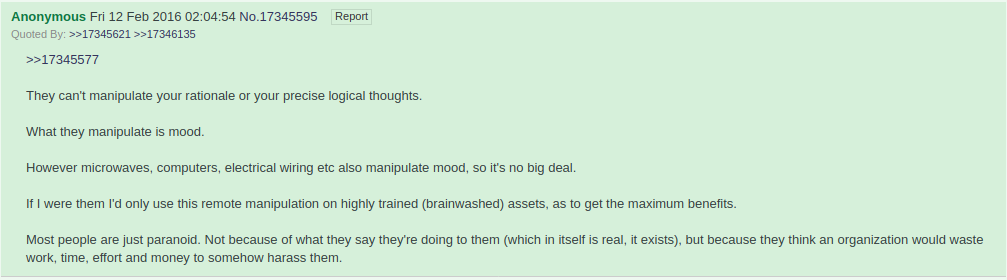 Anonymous Fri 12 Feb 2016 02:04:54 No.17345595 Report
Quoted By: >>17345621 >>17346135
>>17345577
They can't manipulate your rationale or your precise logical thoughts.
What they manipulate is mood.
However microwaves, computers, electrical wiring etc also manipulate mood, so it's no big deal.
If I were them I'd only use this remote manipulation on highly trained (brainwashed) assets, as to get the maximum benefits.
Most people are just paranoid. Not because of what they say they're doing to them (which in itself is real, it exists), but because they think an organization would waste
work, time, effort and money to somehow harass them.